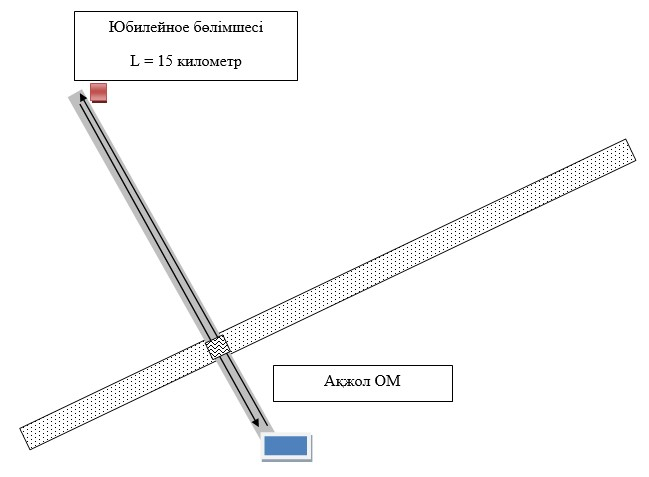 Юбилейное бөлімшесі
L = 15 километр
Ақжол ОМ